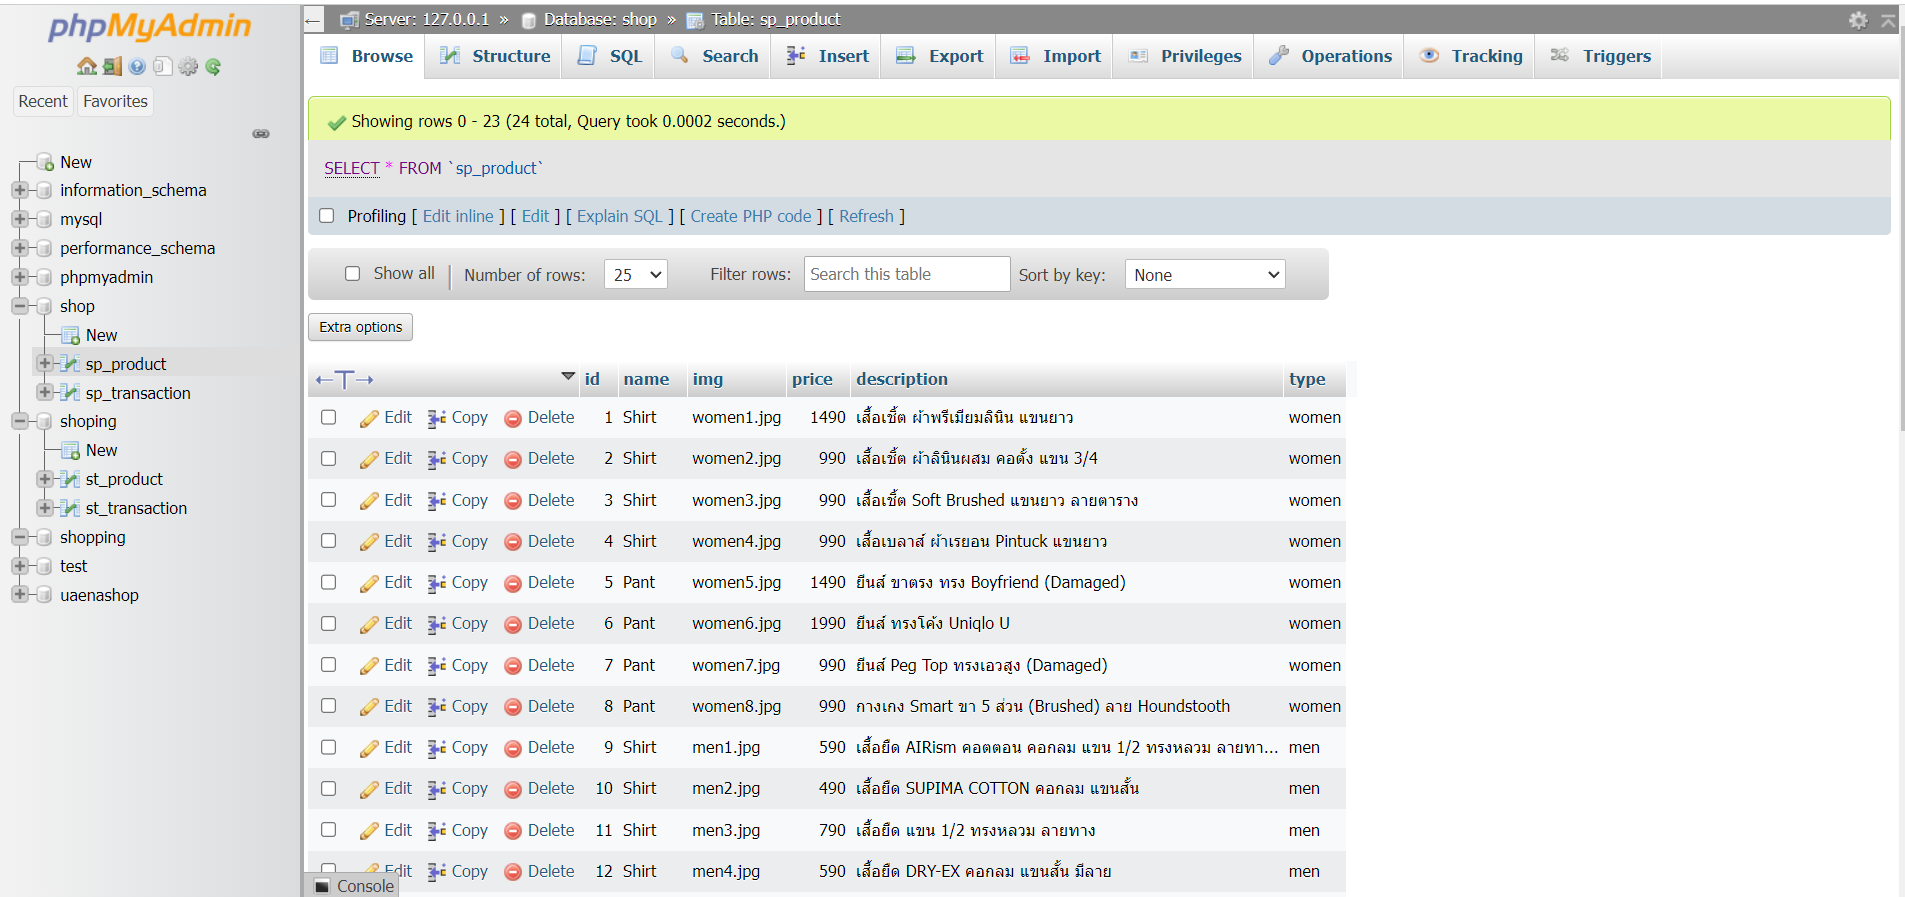 phpMyAdmin
Recent Favorites
New
information_schema
mysql
performance_schema
phpmyadmin
shop
New
sp_product
sp_transaction
shoping
New
st_product
st_transaction
shopping
test
uaenashop
← Server: 127.0.0.1 » Database: shop » Table: sp_product
Browse Structure SQL Search Insert Export Import Privileges Operations Tracking Triggers
Showing rows 0 - 23 (24 total, Query took 0.0002 seconds.)
SELECT * FROM `sp_product`
Profiling [ Edit inline ] [ Edit ] [ Explain SQL ] [ Create PHP code ] [ Refresh ]
Show all Number of rows: 25 Filter rows: Search this table Sort by key: None
Extra options
←T→ id name img price description type
Edit Copy Delete 1 Shirt women1.jpg 1490 เสื้อเชิ้ต ผ้าพรีเมียมลินิน แขนยาว women
Edit Copy Delete 2 Shirt women2.jpg 990 เสื้อเชิ้ต ผ้าลินินผสม คอตั้ง แขน 3/4 women
Edit Copy Delete 3 Shirt women3.jpg 990 เสื้อเชิ้ต Soft Brushed แขนยาว ลายตาราง women
Edit Copy Delete 4 Shirt women4.jpg 990 เสื้อเบลาส์ ผ้าเรยอน Pintuck แขนยาว women
Edit Copy Delete 5 Pant women5.jpg 1490 ยีนส์ ขาตรง ทรง Boyfriend (Damaged) women
Edit Copy Delete 6 Pant women6.jpg 1990 ยีนส์ ทรงโค้ง Uniqlo U women
Edit Copy Delete 7 Pant women7.jpg 990 ยีนส์ Peg Top ทรงเอวสูง (Damaged) women
Edit Copy Delete 8 Pant women8.jpg 990 กางเกง Smart ขา 5 ส่วน (Brushed) ลาย Houndstooth women
Edit Copy Delete 9 Shirt men1.jpg 590 เสื้อยืด AIRism คอตตอน คอกลม แขน 1/2 ทรงหลวม ลายทา... men
Edit Copy Delete 10 Shirt men2.jpg 490 เสื้อยืด SUPIMA COTTON คอกลม แขนสั้น men
Edit Copy Delete 11 Shirt men3.jpg 790 เสื้อยืด แขน 1/2 ทรงหลวม ลายทาง men
Edit Copy Delete 12 Shirt men4.jpg 590 เสื้อยืด DRY-EX คอกลม แขนสั้น มีลาย men
Console